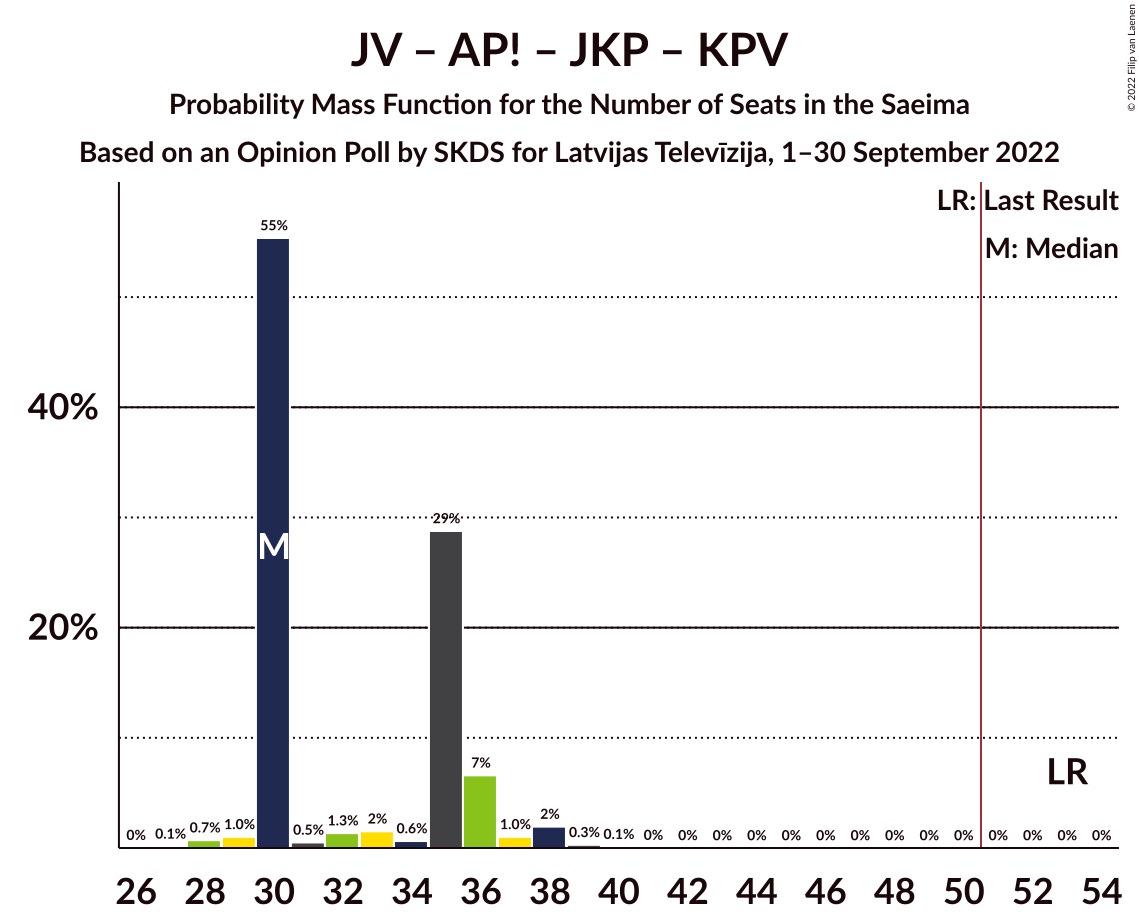 JV – AP! – JKP – KPV
Probability Mass Function for the Number of Seats in the Saeima
Based on an Opinion Poll by SKDS for Latvijas Televīzija, 1–30 September 2022
© 2022 Filip van Laenen
LR: Last Result
M: Median
55%
40%
29%
M
20%
LR
7%
0% 0.1% 0.7% 1.0% 0.5% 1.3% 2% 0.6% 1.0% 2% 0.3% 0.1% 0% 0% 0% 0% 0% 0% 0% 0% 0% 0% 0% 0% 0% 0%
26 28 30 32 34 36 38 40 42 44 46 48 50 52 54